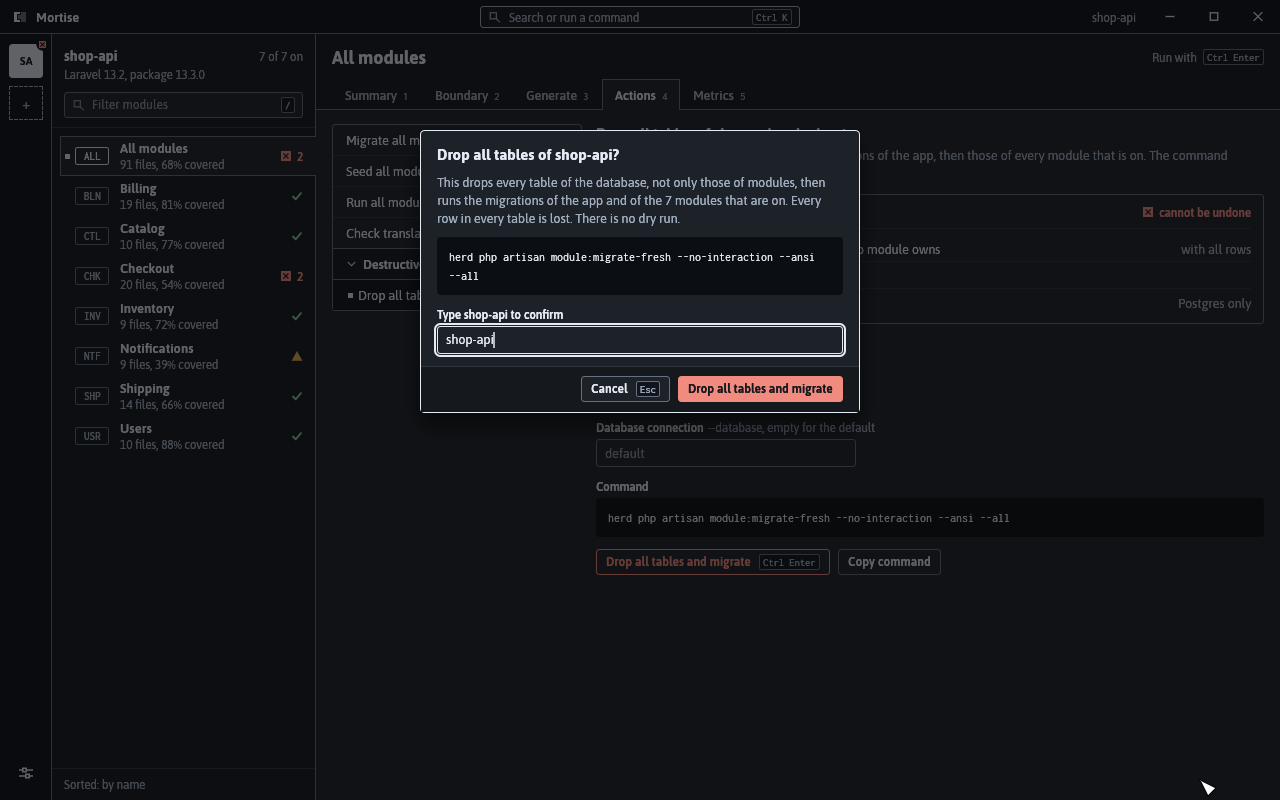 Mortise
Search or run a command
Ctrl K
shop-api
SA
+
shop-api
7 of 7 on
Laravel 13.2, package 13.3.0
Filter modules
/
ALL
All modules
91 files, 68% covered
2
BLN
Billing
19 files, 81% covered
CTL
Catalog
10 files, 77% covered
CHK
Checkout
20 files, 54% covered
2
INV
Inventory
9 files, 72% covered
NTF
Notifications
9 files, 39% covered
SHP
Shipping
14 files, 66% covered
USR
Users
10 files, 88% covered
Sorted: by name
All modules
Run with
Ctrl Enter
Summary 1
Boundary 2
Generate 3
Actions 4
Metrics 5
Migrate all m
Seed all mod
Run all modu
Check transla
Destructiv
Drop all tab
ns of the app, then those of every module that is on. The command
cannot be undone
module owns
with all rows
Postgres only
Drop all tables of shop-api?
This drops every table of the database, not only those of modules, then
runs the migrations of the app and of the 7 modules that are on. Every
row in every table is lost. There is no dry run.
herd php artisan module:migrate-fresh --no-interaction --ansi
--all
Type shop-api to confirm
shop-api
Cancel
Esc
Drop all tables and migrate
Database connection --database, empty for the default
default
Command
herd php artisan module:migrate-fresh --no-interaction --ansi --all
Drop all tables and migrate
Ctrl Enter
Copy command